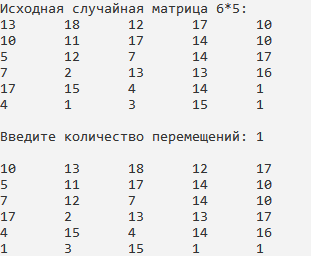 Исходная случайная матрица 6*5:
13 18 12 17 10
10 11 17 14 10
5 12 7 14 17
7 2 13 13 16
17 15 4 14 1
4 1 3 15 1
Введите количество перемещений: 1
10 13 18 12 17
5 11 17 14 10
7 12 7 14 10
17 2 13 13 17
4 15 4 14 16
1 3 15 1 1